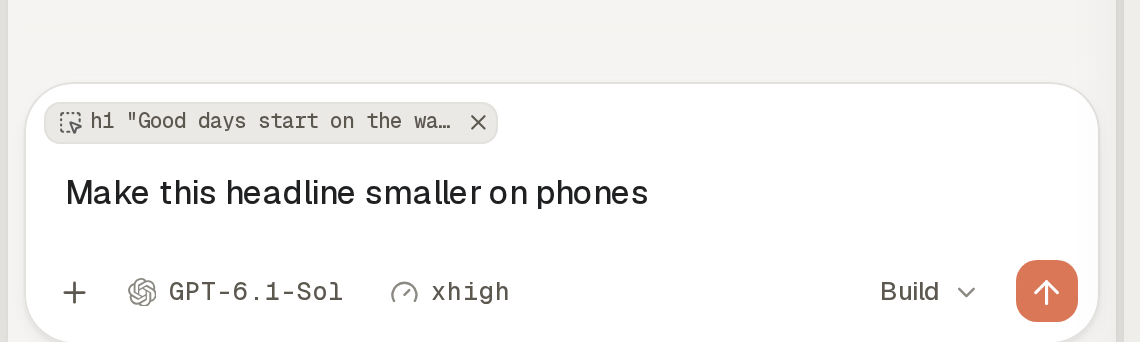 h1 "Good days start on the wa…
Make this headline smaller on phones
GPT-6.1-Sol xhigh Build